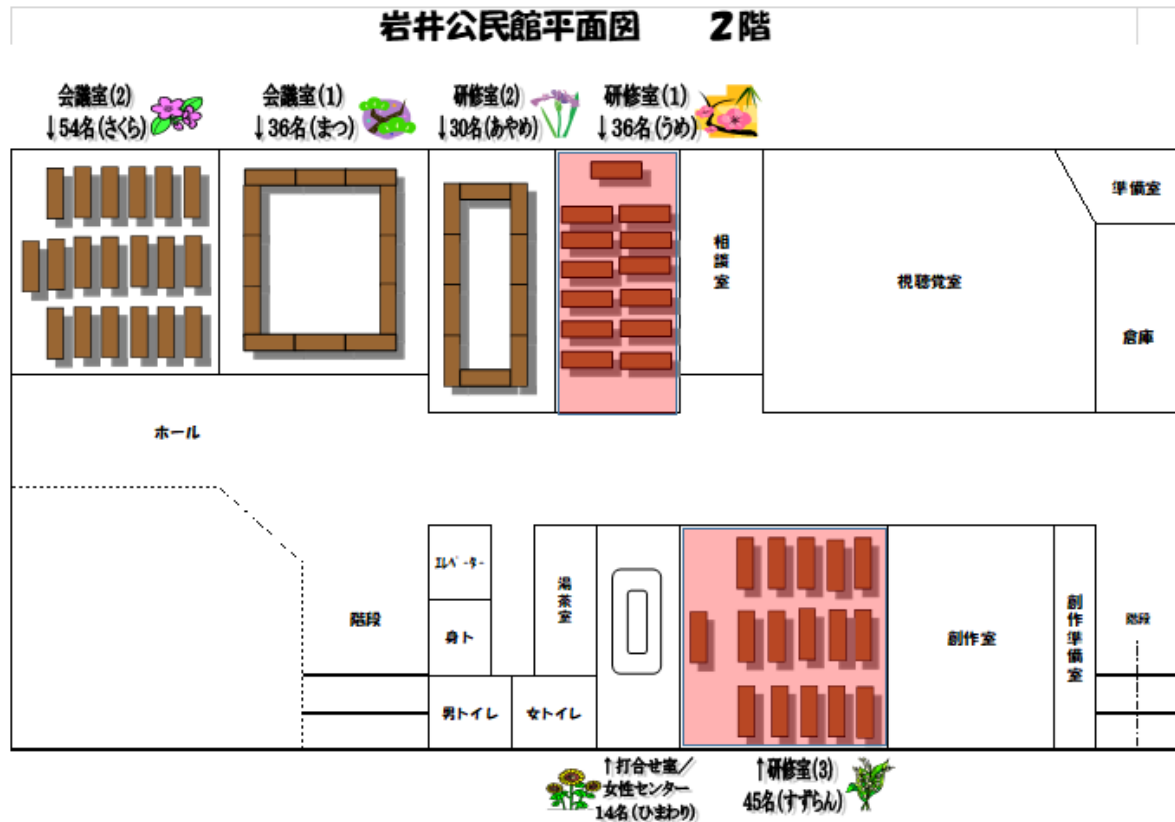 岩井公民館平面図　２階
会議室(2)
↓54名(さくら)
会議室(1)
↓36名(まつ)
研修室(2)
↓30名(あやめ)
研修室(1)
↓36名(うめ)
準備室
相談室
視聴覚室
倉庫
ホール
エレベーター
湯茶室
階段
身ト
創作室
創作準備室
階段
男トイレ
女トイレ
↑打合せ室／
女性センター
14名(ひまわり)
↑研修室(3)
45名(すずらん)